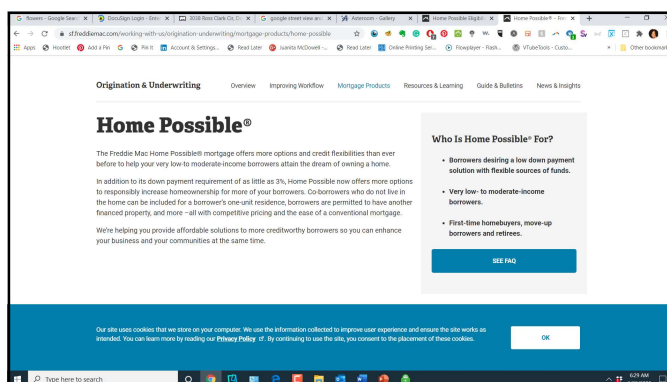 flowers - Google Sear
DocuSign Login - Ente
3038 Ross Clark Cir, D
google street view are
Asteroom - Gallery
Home Possible Eligibil
Home Possible® - Fre
sf.freddiemac.com/working-with-us/origination-underwriting/mortgage-products/home-possible
Apps Hootlet Add a Pin Pin It Account & Settings... Read Later Juanita McDowell -... Read Later Online Printing Ser... Flowplayer - Flash... VTubeTools - Custo... Other bookmar
Origination & Underwriting Overview Improving Workflow Mortgage Products Resources & Learning Guide & Bulletins News & Insights
Home Possible®
The Freddie Mac Home Possible® mortgage offers more options and credit flexibilities than ever
before to help your very low-to moderate-income borrowers attain the dream of owning a home.
In addition to its down payment requirement of as little as 3%, Home Possible now offers more options
to responsibly increase homeownership for more of your borrowers. Co-borrowers who do not live in
the home can be included for a borrower's one-unit residence, borrowers are permitted to have another
financed property, and more –all with competitive pricing and the ease of a conventional mortgage.
We're helping you provide affordable solutions to more creditworthy borrowers so you can enhance
your business and your communities at the same time.
Who Is Home Possible® For?
• Borrowers desiring a low down payment
solution with flexible sources of funds.
• Very low- to moderate-income
borrowers.
• First-time homebuyers, move-up
borrowers and retirees.
SEE FAQ
Our site uses cookies that we store on your computer. We use the information collected to improve user experience and ensure the site works as
intended. You can learn more by reading our Privacy Policy. By continuing to use the site, you consent to the placement of these cookies.
OK
Type here to search
6:29 AM